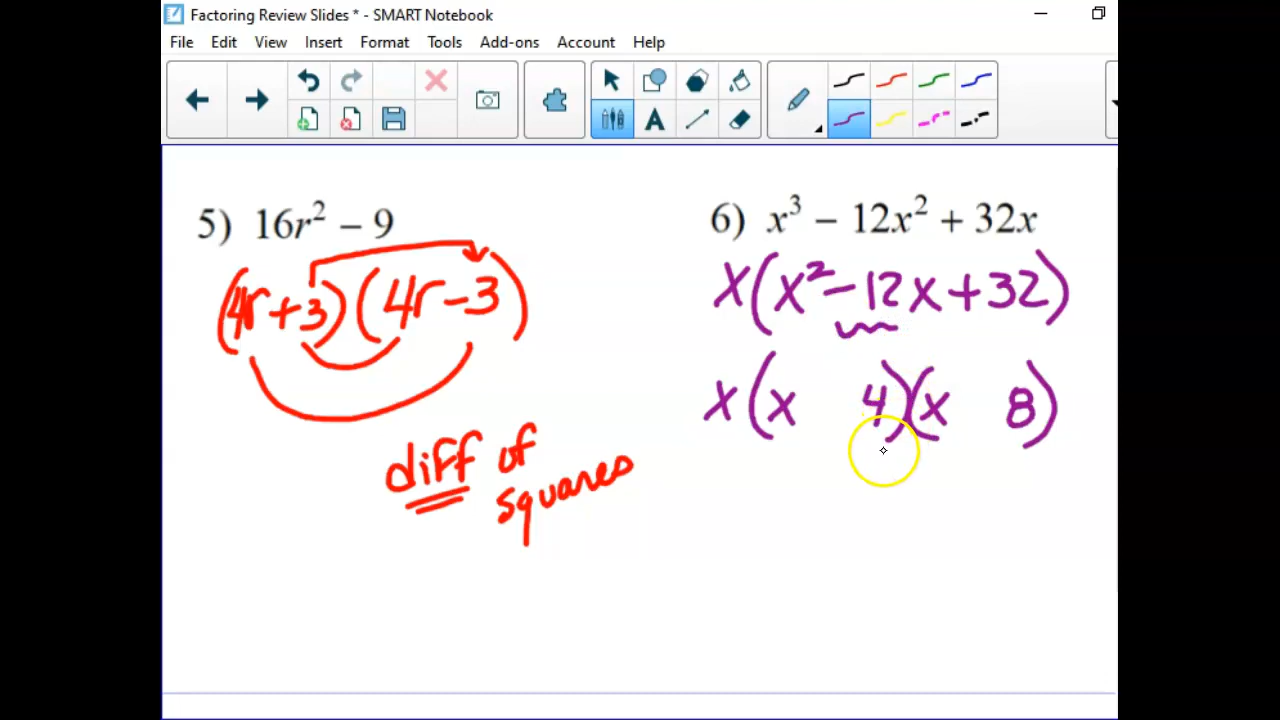 Factoring Review Slides * - SMART Notebook
File Edit View Insert Format Tools Add-ons Account Help
5) 16r² − 9
(4r+3)(4r−3)
diff of
squares
6) x³ − 12x² + 32x
x(x²−12x+32)
x(x 4)(x 8)